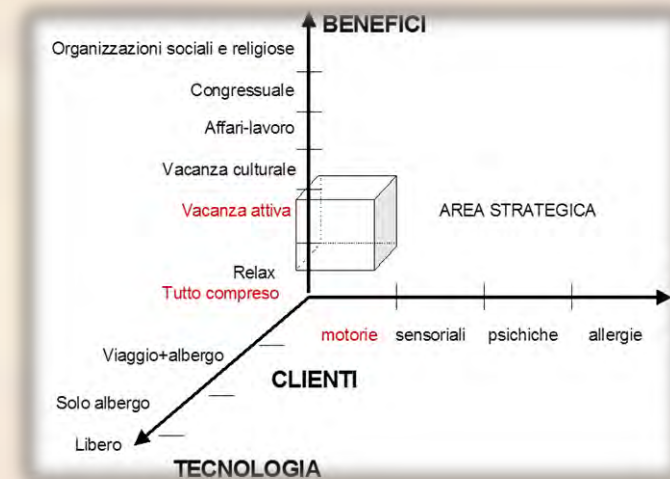 BENEFICI
Organizzazioni sociali e religiose
Congressuale
Affari-lavoro
Vacanza culturale
Vacanza attiva
AREA STRATEGICA
Relax
Tutto compreso
motorie sensoriali psichiche allergie
Viaggio+albergo
CLIENTI
Solo albergo
Libero
TECNOLOGIA